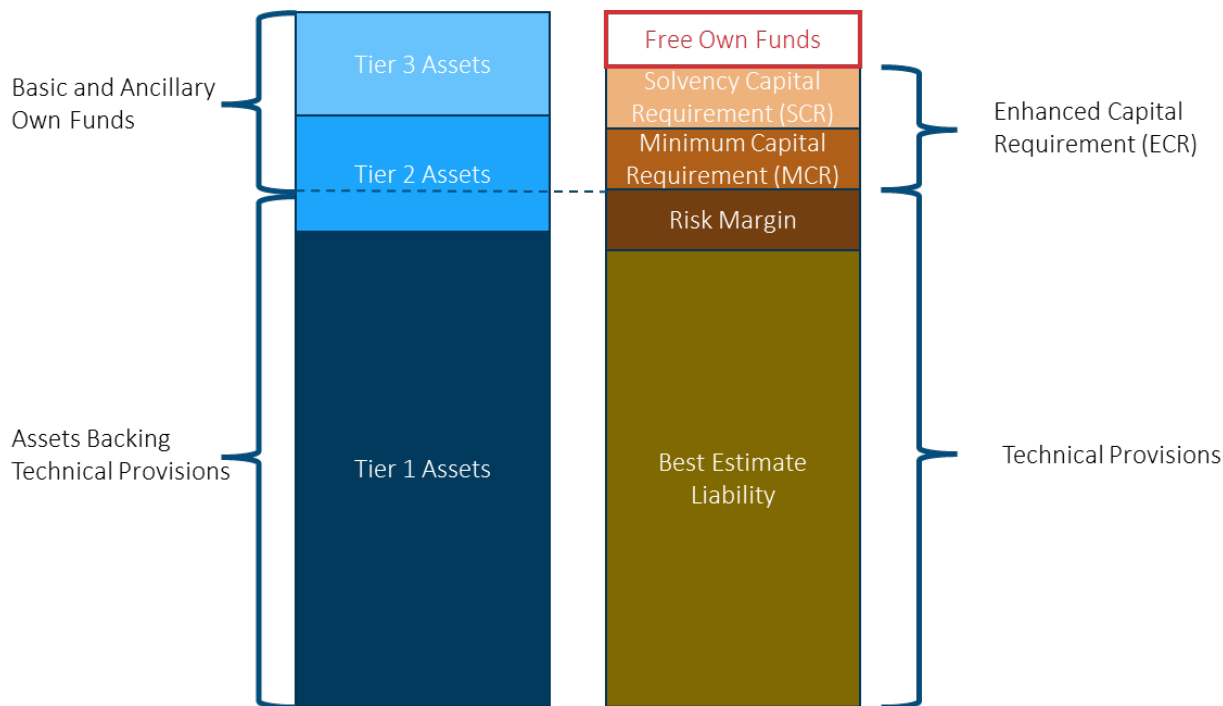 Basic and Ancillary
Own Funds
Assets Backing
Technical Provisions
Tier 3 Assets
Tier 2 Assets
Tier 1 Assets
Free Own Funds
Solvency Capital
Requirement (SCR)
Minimum Capital
Requirement (MCR)
Risk Margin
Best Estimate
Liability
Enhanced Capital
Requirement (ECR)
Technical Provisions